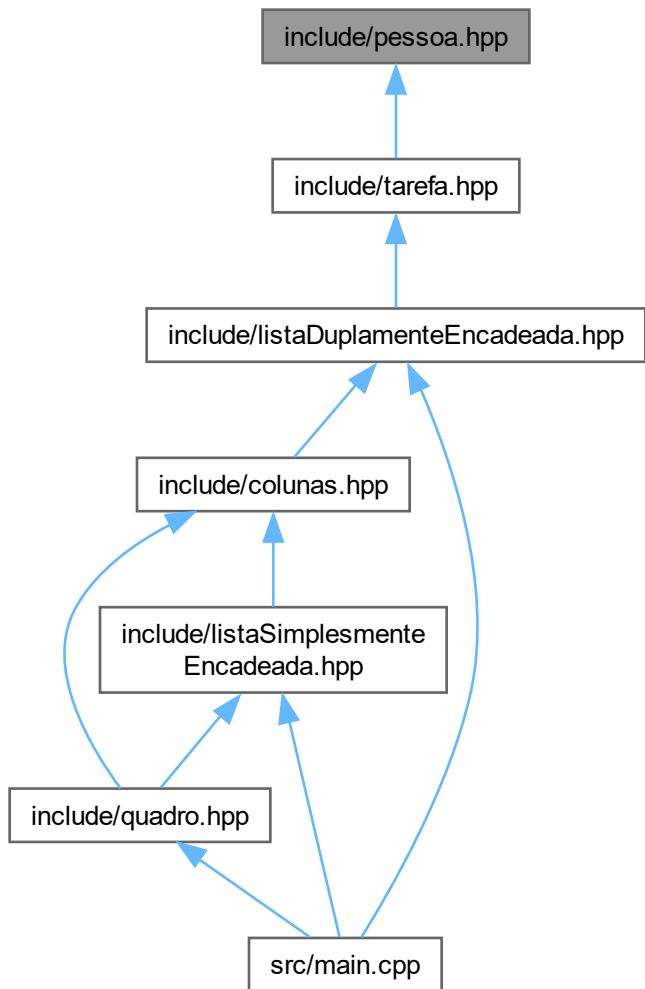 include/pessoa.hpp
include/tarefa.hpp
include/listaDuplamenteEncadeada.hpp
include/colunas.hpp
include/listaSimplesmente
Encadeada.hpp
include/quadro.hpp
src/main.cpp